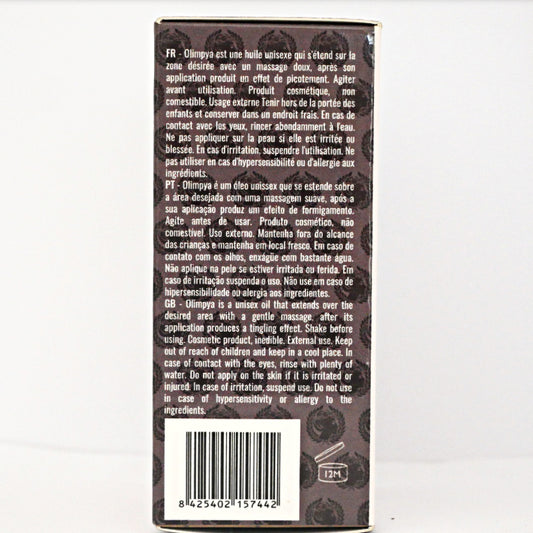 FR - Olimpya est une huile unisexe qui s'étend sur la
zone désirée avec un massage doux, après son
application produit un effet de picotement. Agiter
avant utilisation. Produit cosmétique, non
comestible. Usage externe Tenir hors de la portée des
enfants et conserver dans un endroit frais. En cas de
contact avec les yeux, rincer abondamment à l'eau.
Ne pas appliquer sur la peau si elle est irritée ou
blessée. En cas d'irritation, suspendre l'utilisation. Ne
pas utiliser en cas d'hypersensibilité ou d'allergie aux
ingrédients.
PT - Olimpya é um óleo unissex que se estende sobre
a área desejada com uma massagem suave, após a
sua aplicação produz um efeito de formigamento.
Agite antes de usar. Produto cosmético, não
comestível. Uso externo. Mantenha fora do alcance
das crianças e mantenha em local fresco. Em caso de
contato com os olhos, enxágüe com bastante água.
Não aplique na pele se estiver irritada ou ferida. Em
caso de irritação suspenda o uso. Não use em caso de
hipersensibilidade ou alergia aos ingredientes.
GB - Olimpya is a unisex oil that extends over the
desired area with a gentle massage, after its
application produces a tingling effect. Shake before
using. Cosmetic product, inedible. External use. Keep
out of reach of children and keep in a cool place. In
case of contact with the eyes, rinse with plenty of
water. Do not apply on the skin if it is irritated or
injured. In case of irritation, suspend use. Do not use
in case of hypersensitivity or allergy to the
ingredients.
12M
8 425402 157442